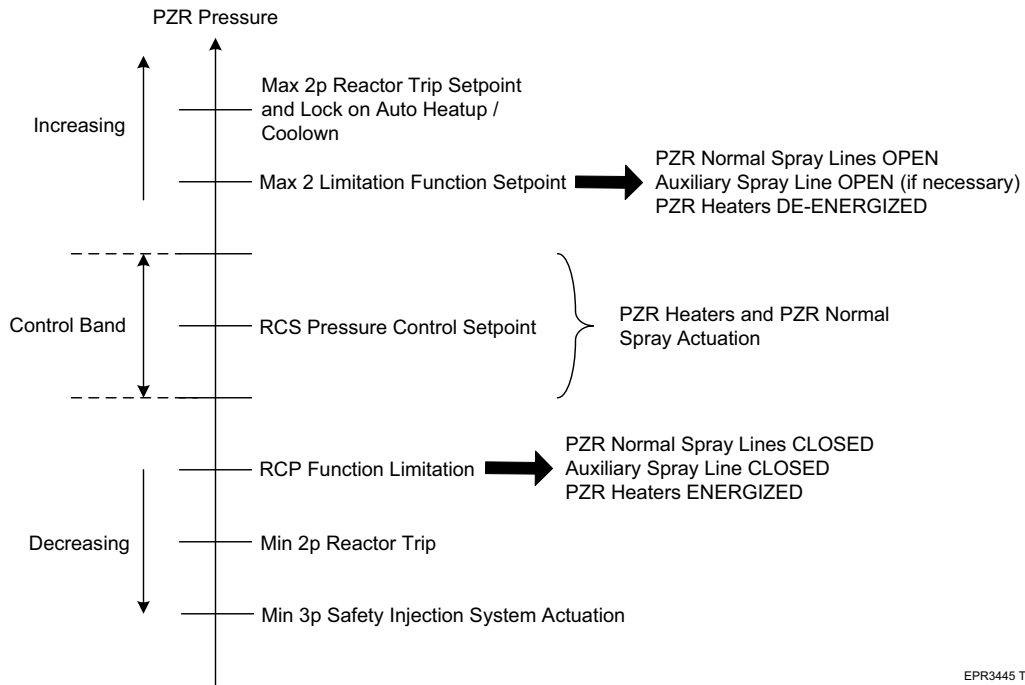 PZR Pressure
Max 2p Reactor Trip Setpoint
and Lock on Auto Heatup /
Coolown
Increasing
PZR Normal Spray Lines OPEN
Max 2 Limitation Function Setpoint
Auxiliary Spray Line OPEN (if necessary)
PZR Heaters DE-ENERGIZED
Control Band
RCS Pressure Control Setpoint
PZR Heaters and PZR Normal
Spray Actuation
RCP Function Limitation
PZR Normal Spray Lines CLOSED
Auxiliary Spray Line CLOSED
PZR Heaters ENERGIZED
Decreasing
Min 2p Reactor Trip
Min 3p Safety Injection System Actuation
EPR3445 T